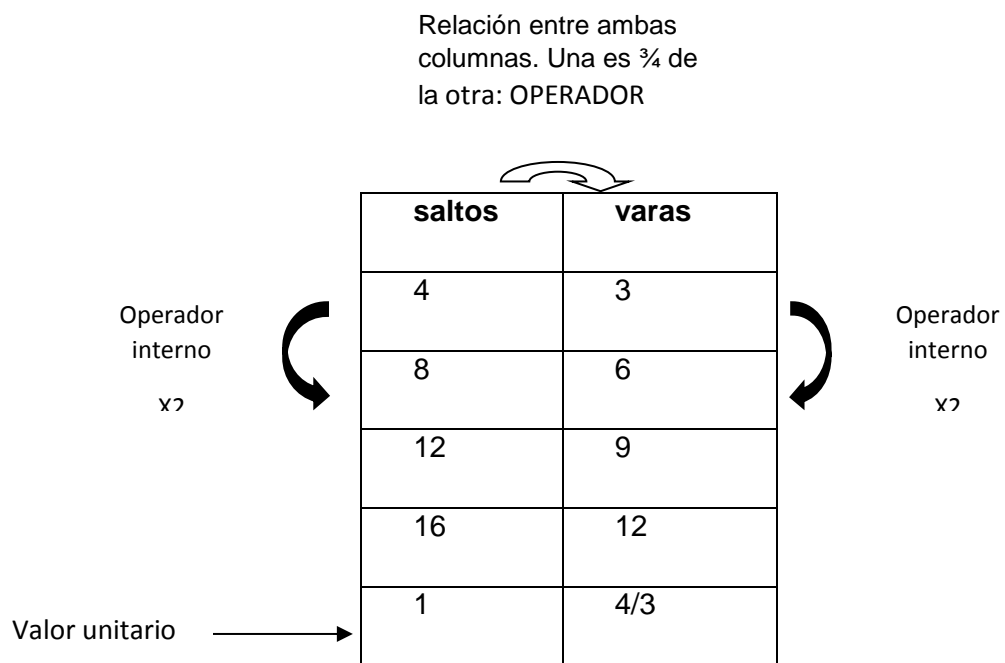 Relación entre ambas
columnas. Una es ¾ de
la otra: OPERADOR
saltos varas
4 3
Operador
interno
X2
Operador
interno
X2
8 6
12 9
16 12
1 4/3
Valor unitario